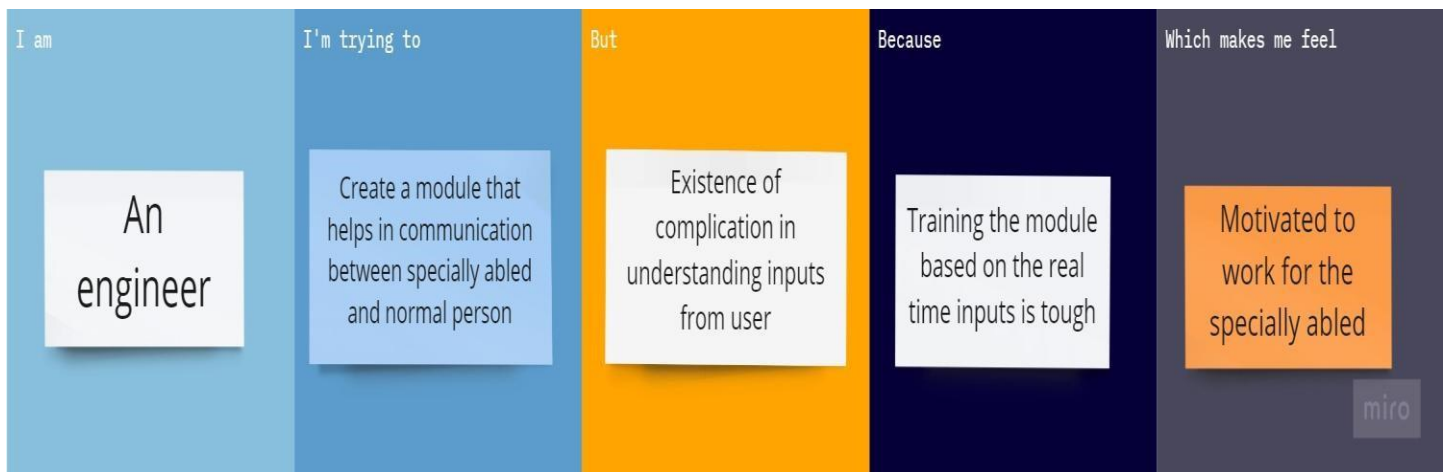 I am
An
engineer
I'm trying to
Create a module that
helps in communication
between specially abled
and normal person
But
Existence of
complication in
understanding inputs
from user
Because
Training the module
based on the real
time inputs is tough
Which makes me feel
Motivated to
work for the
specially abled
miro